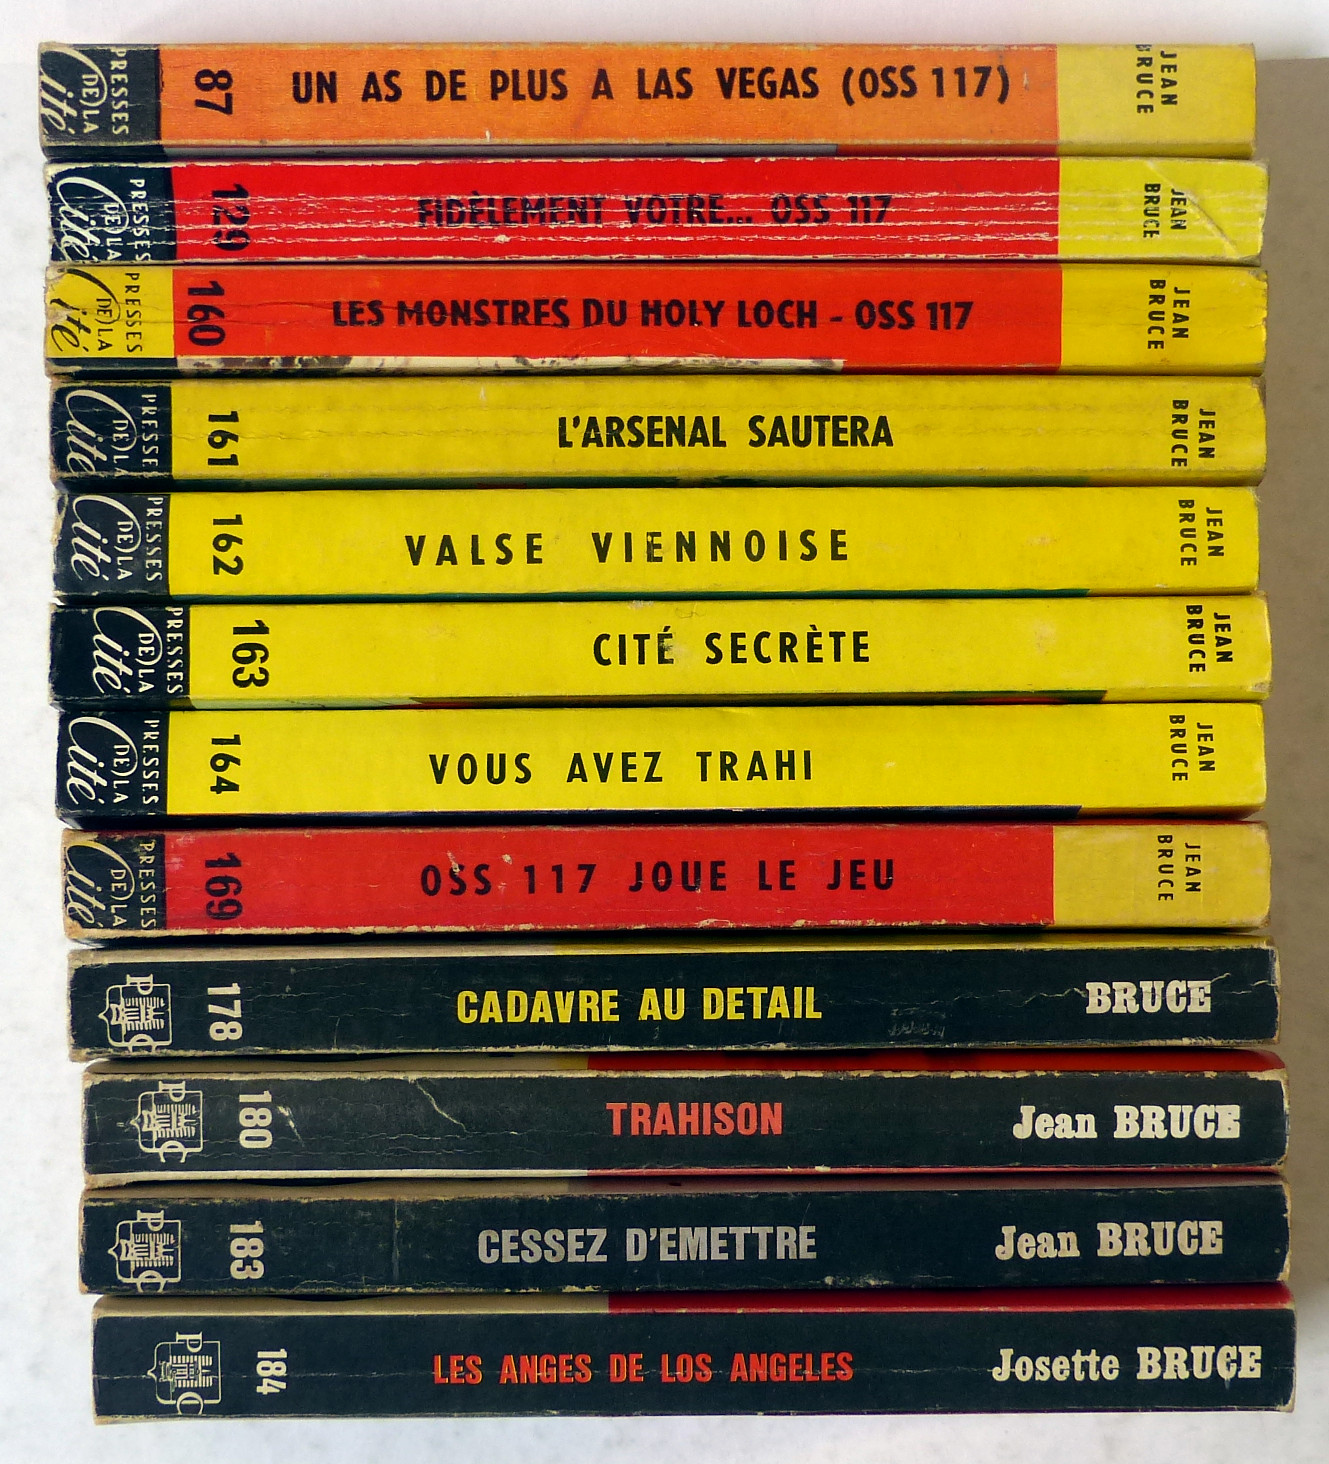 PRESSES DE LA Cité 87 UN AS DE PLUS A LAS VEGAS (OSS 117) JEAN BRUCE
PRESSES DE LA Cité 129 FIDÈLEMENT VOTRE... OSS 117 JEAN BRUCE
PRESSES DE LA Cité 160 LES MONSTRES DU HOLY LOCH - OSS 117 JEAN BRUCE
PRESSES DE LA Cité 161 L'ARSENAL SAUTERA JEAN BRUCE
PRESSES DE LA Cité 162 VALSE VIENNOISE JEAN BRUCE
PRESSES DE LA Cité 163 CITÉ SECRÈTE JEAN BRUCE
PRESSES DE LA Cité 164 VOUS AVEZ TRAHI JEAN BRUCE
PRESSES DE LA Cité 169 OSS 117 JOUE LE JEU JEAN BRUCE
P C 178 CADAVRE AU DETAIL BRUCE
P C 180 TRAHISON Jean BRUCE
P C 183 CESSEZ D'EMETTRE Jean BRUCE
P C 184 LES ANGES DE LOS ANGELES Josette BRUCE